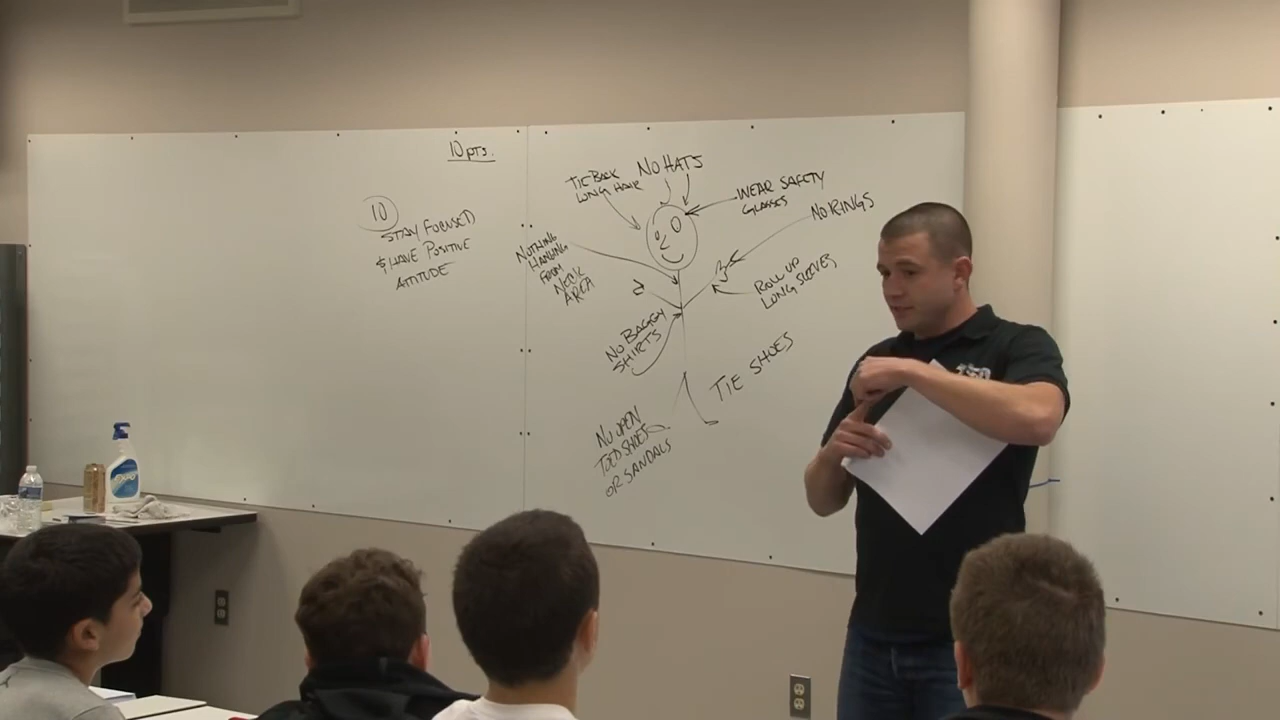 10 pts.
10
STAY FOCUSED
& HAVE POSITIVE
ATTITUDE
TIE BACK
LONG HAIR
NO HATS
WEAR SAFETY
GLASSES
NO RINGS
NOTHING
HANGING
FROM
NECK
AREA
ROLL UP
LONG SLEEVES
NO BAGGY
SHIRTS
TIE SHOES
NO OPEN
TOED SHOES
OR SANDALS
EXPO